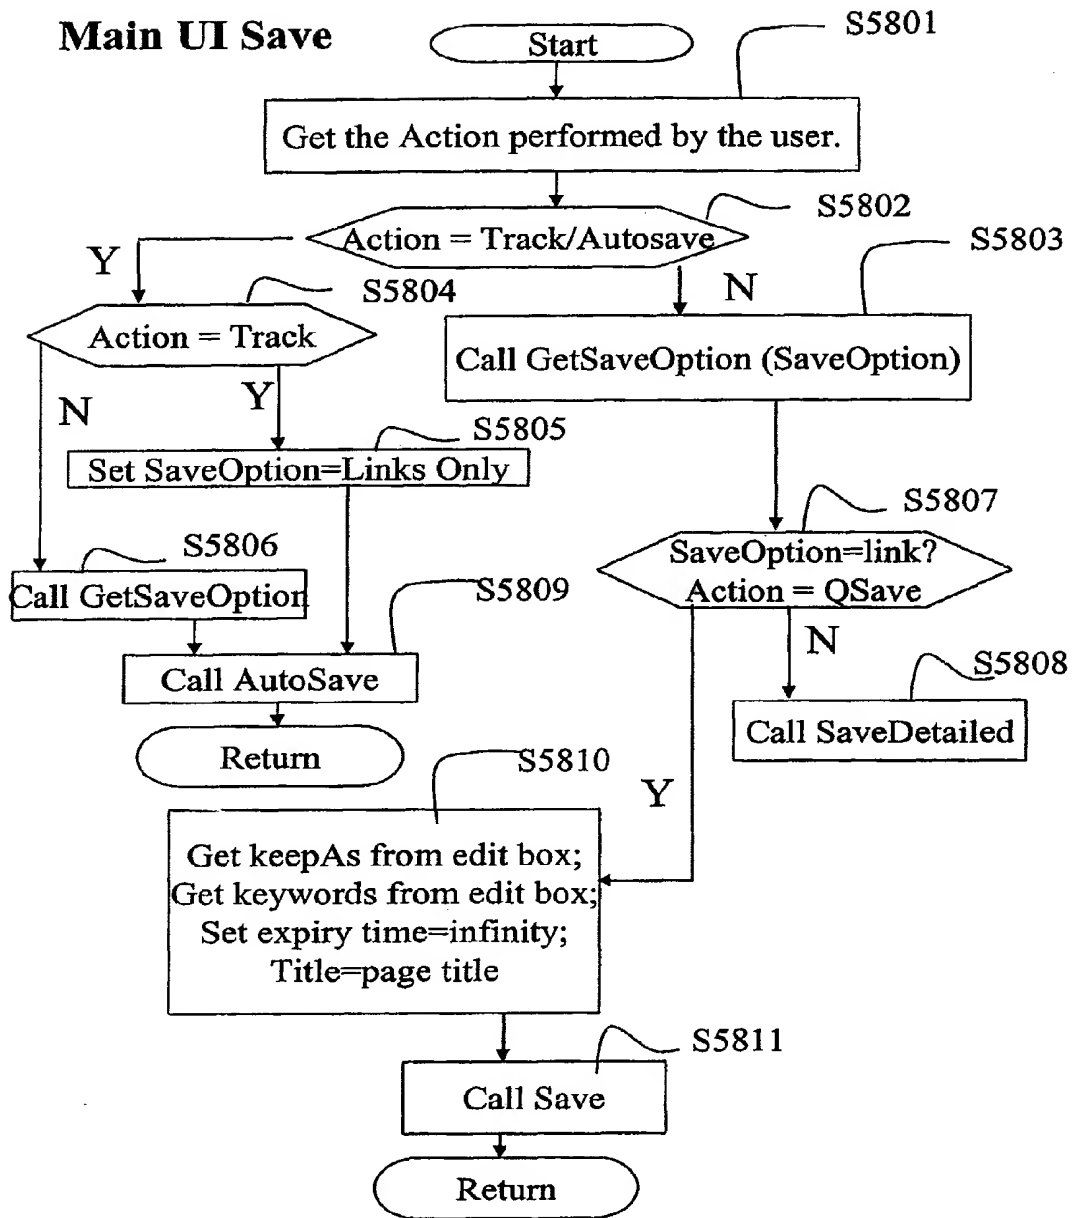 Main UI Save
Start
S5801
Get the Action performed by the user.
S5802
Action = Track/Autosave
S5803
Y
N
S5804
Action = Track
Call GetSaveOption (SaveOption)
N
Y
S5805
Set SaveOption=Links Only
S5807
SaveOption=link?
Action = QSave
S5806
Call GetSaveOption
S5809
N
Call AutoSave
S5808
Call SaveDetailed
Return
S5810
Y
Get keepAs from edit box;
Get keywords from edit box;
Set expiry time=infinity;
Title=page title
S5811
Call Save
Return